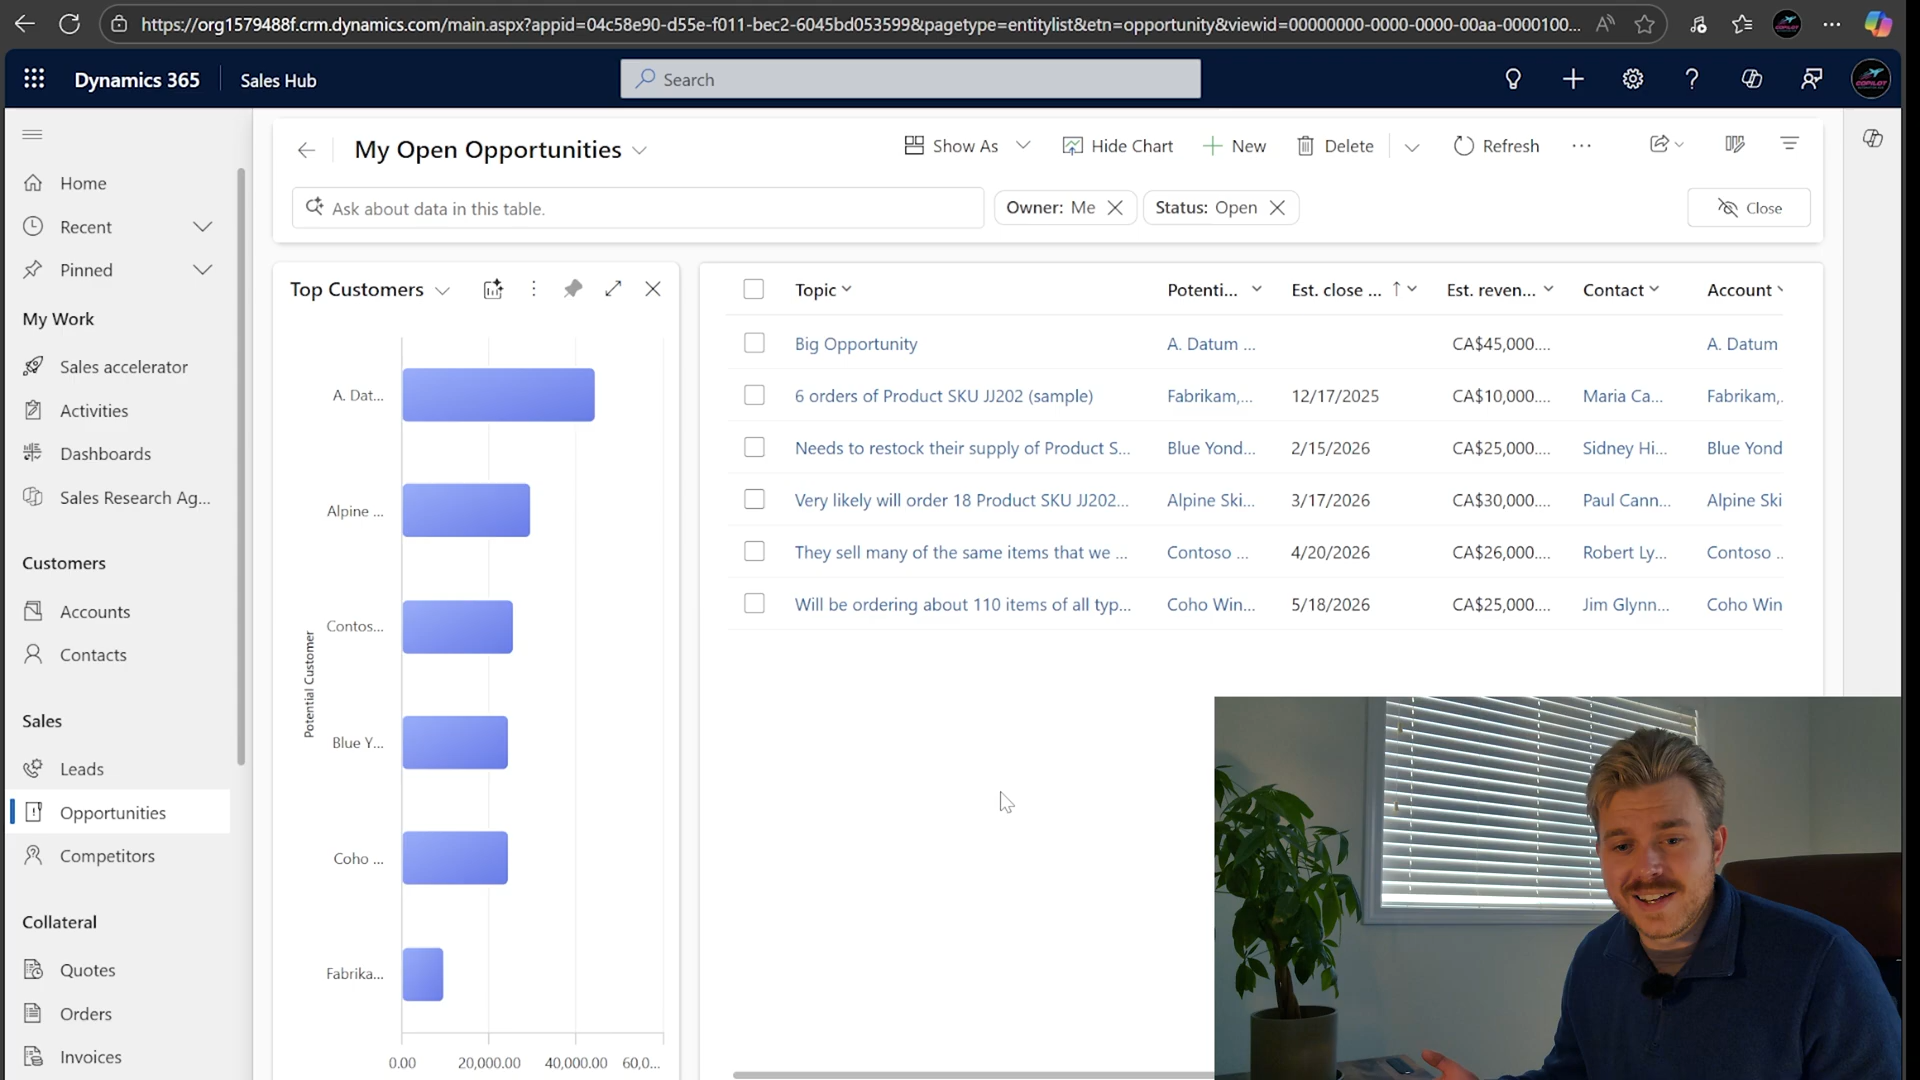 https://org1579488f.crm.dynamics.com/main.aspx?appid=04c58e90-d55e-f011-bec2-6045bd053599&pagetype=entitylist&etn=opportunity&viewid=00000000-0000-0000-00aa-0000100...
Dynamics 365
Sales Hub
Search
Home
Recent
Pinned
My Work
Sales accelerator
Activities
Dashboards
Sales Research Ag...
Customers
Accounts
Contacts
Sales
Leads
Opportunities
Competitors
Collateral
Quotes
Orders
Invoices
My Open Opportunities
Show As
Hide Chart
New
Delete
Refresh
Ask about data in this table.
Owner: Me
Status: Open
Close
Top Customers
Potential Customer
A. Dat...
Alpine ...
Contos...
Blue Y...
Coho ...
Fabrika...
0.00 20,000.00 40,000.00 60,0...
Topic Potenti... Est. close ... Est. reven... Contact Account
Big Opportunity A. Datum ... CA$45,000.... A. Datum
6 orders of Product SKU JJ202 (sample) Fabrikam,... 12/17/2025 CA$10,000.... Maria Ca... Fabrikam,.
Needs to restock their supply of Product S... Blue Yond... 2/15/2026 CA$25,000.... Sidney Hi... Blue Yond
Very likely will order 18 Product SKU JJ202... Alpine Ski... 3/17/2026 CA$30,000.... Paul Cann... Alpine Ski
They sell many of the same items that we ... Contoso ... 4/20/2026 CA$26,000.... Robert Ly... Contoso ..
Will be ordering about 110 items of all typ... Coho Win... 5/18/2026 CA$25,000.... Jim Glynn... Coho Win